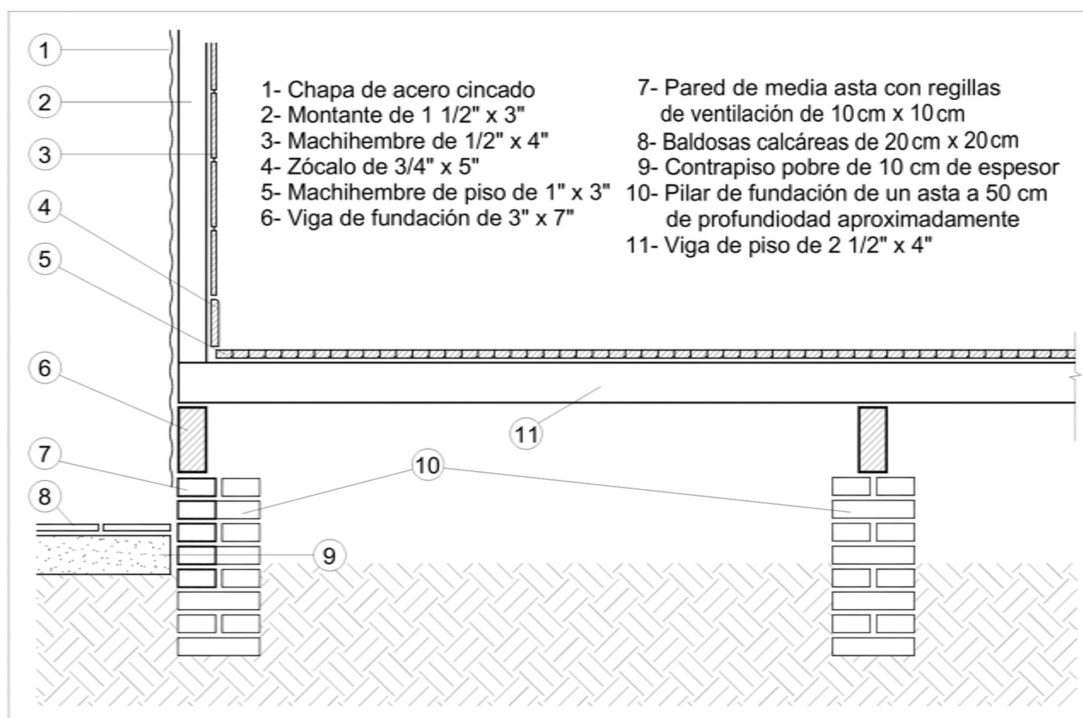 1- Chapa de acero cincado
2- Montante de 1 1/2" x 3"
3- Machihembre de 1/2" x 4"
4- Zócalo de 3/4" x 5"
5- Machihembre de piso de 1" x 3"
6- Viga de fundación de 3" x 7"
7- Pared de media asta con regillas
de ventilación de 10 cm x 10 cm
8- Baldosas calcáreas de 20 cm x 20 cm
9- Contrapiso pobre de 10 cm de espesor
10- Pilar de fundación de un asta a 50 cm
de profundiodad aproximadamente
11- Viga de piso de 2 1/2" x 4"
1
2
3
4
5
6
7
8
9
10
11